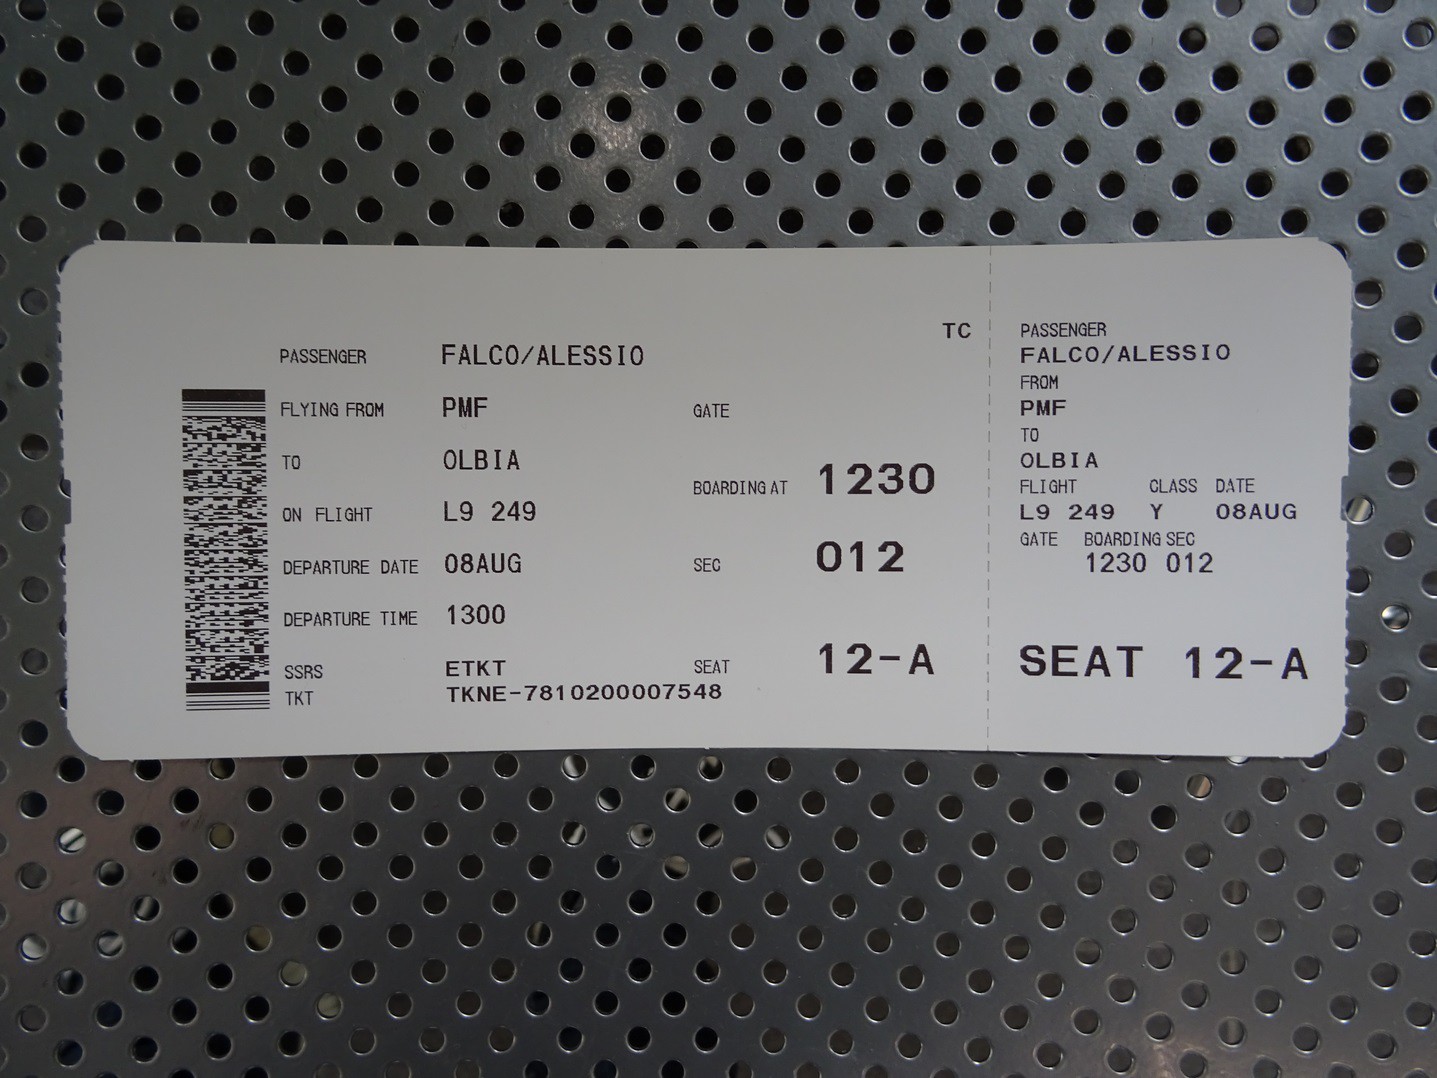 TC
PASSENGER FALCO/ALESSIO
FLYING FROM PMF GATE
TO OLBIA
BOARDING AT 1230
ON FLIGHT L9 249
DEPARTURE DATE 08AUG SEC 012
DEPARTURE TIME 1300
SSRS ETKT SEAT 12-A
TKT TKNE-7810200007548
PASSENGER
FALCO/ALESSIO
FROM
PMF
TO
OLBIA
FLIGHT CLASS DATE
L9 249 Y 08AUG
GATE BOARDING SEC
1230 012
SEAT 12-A